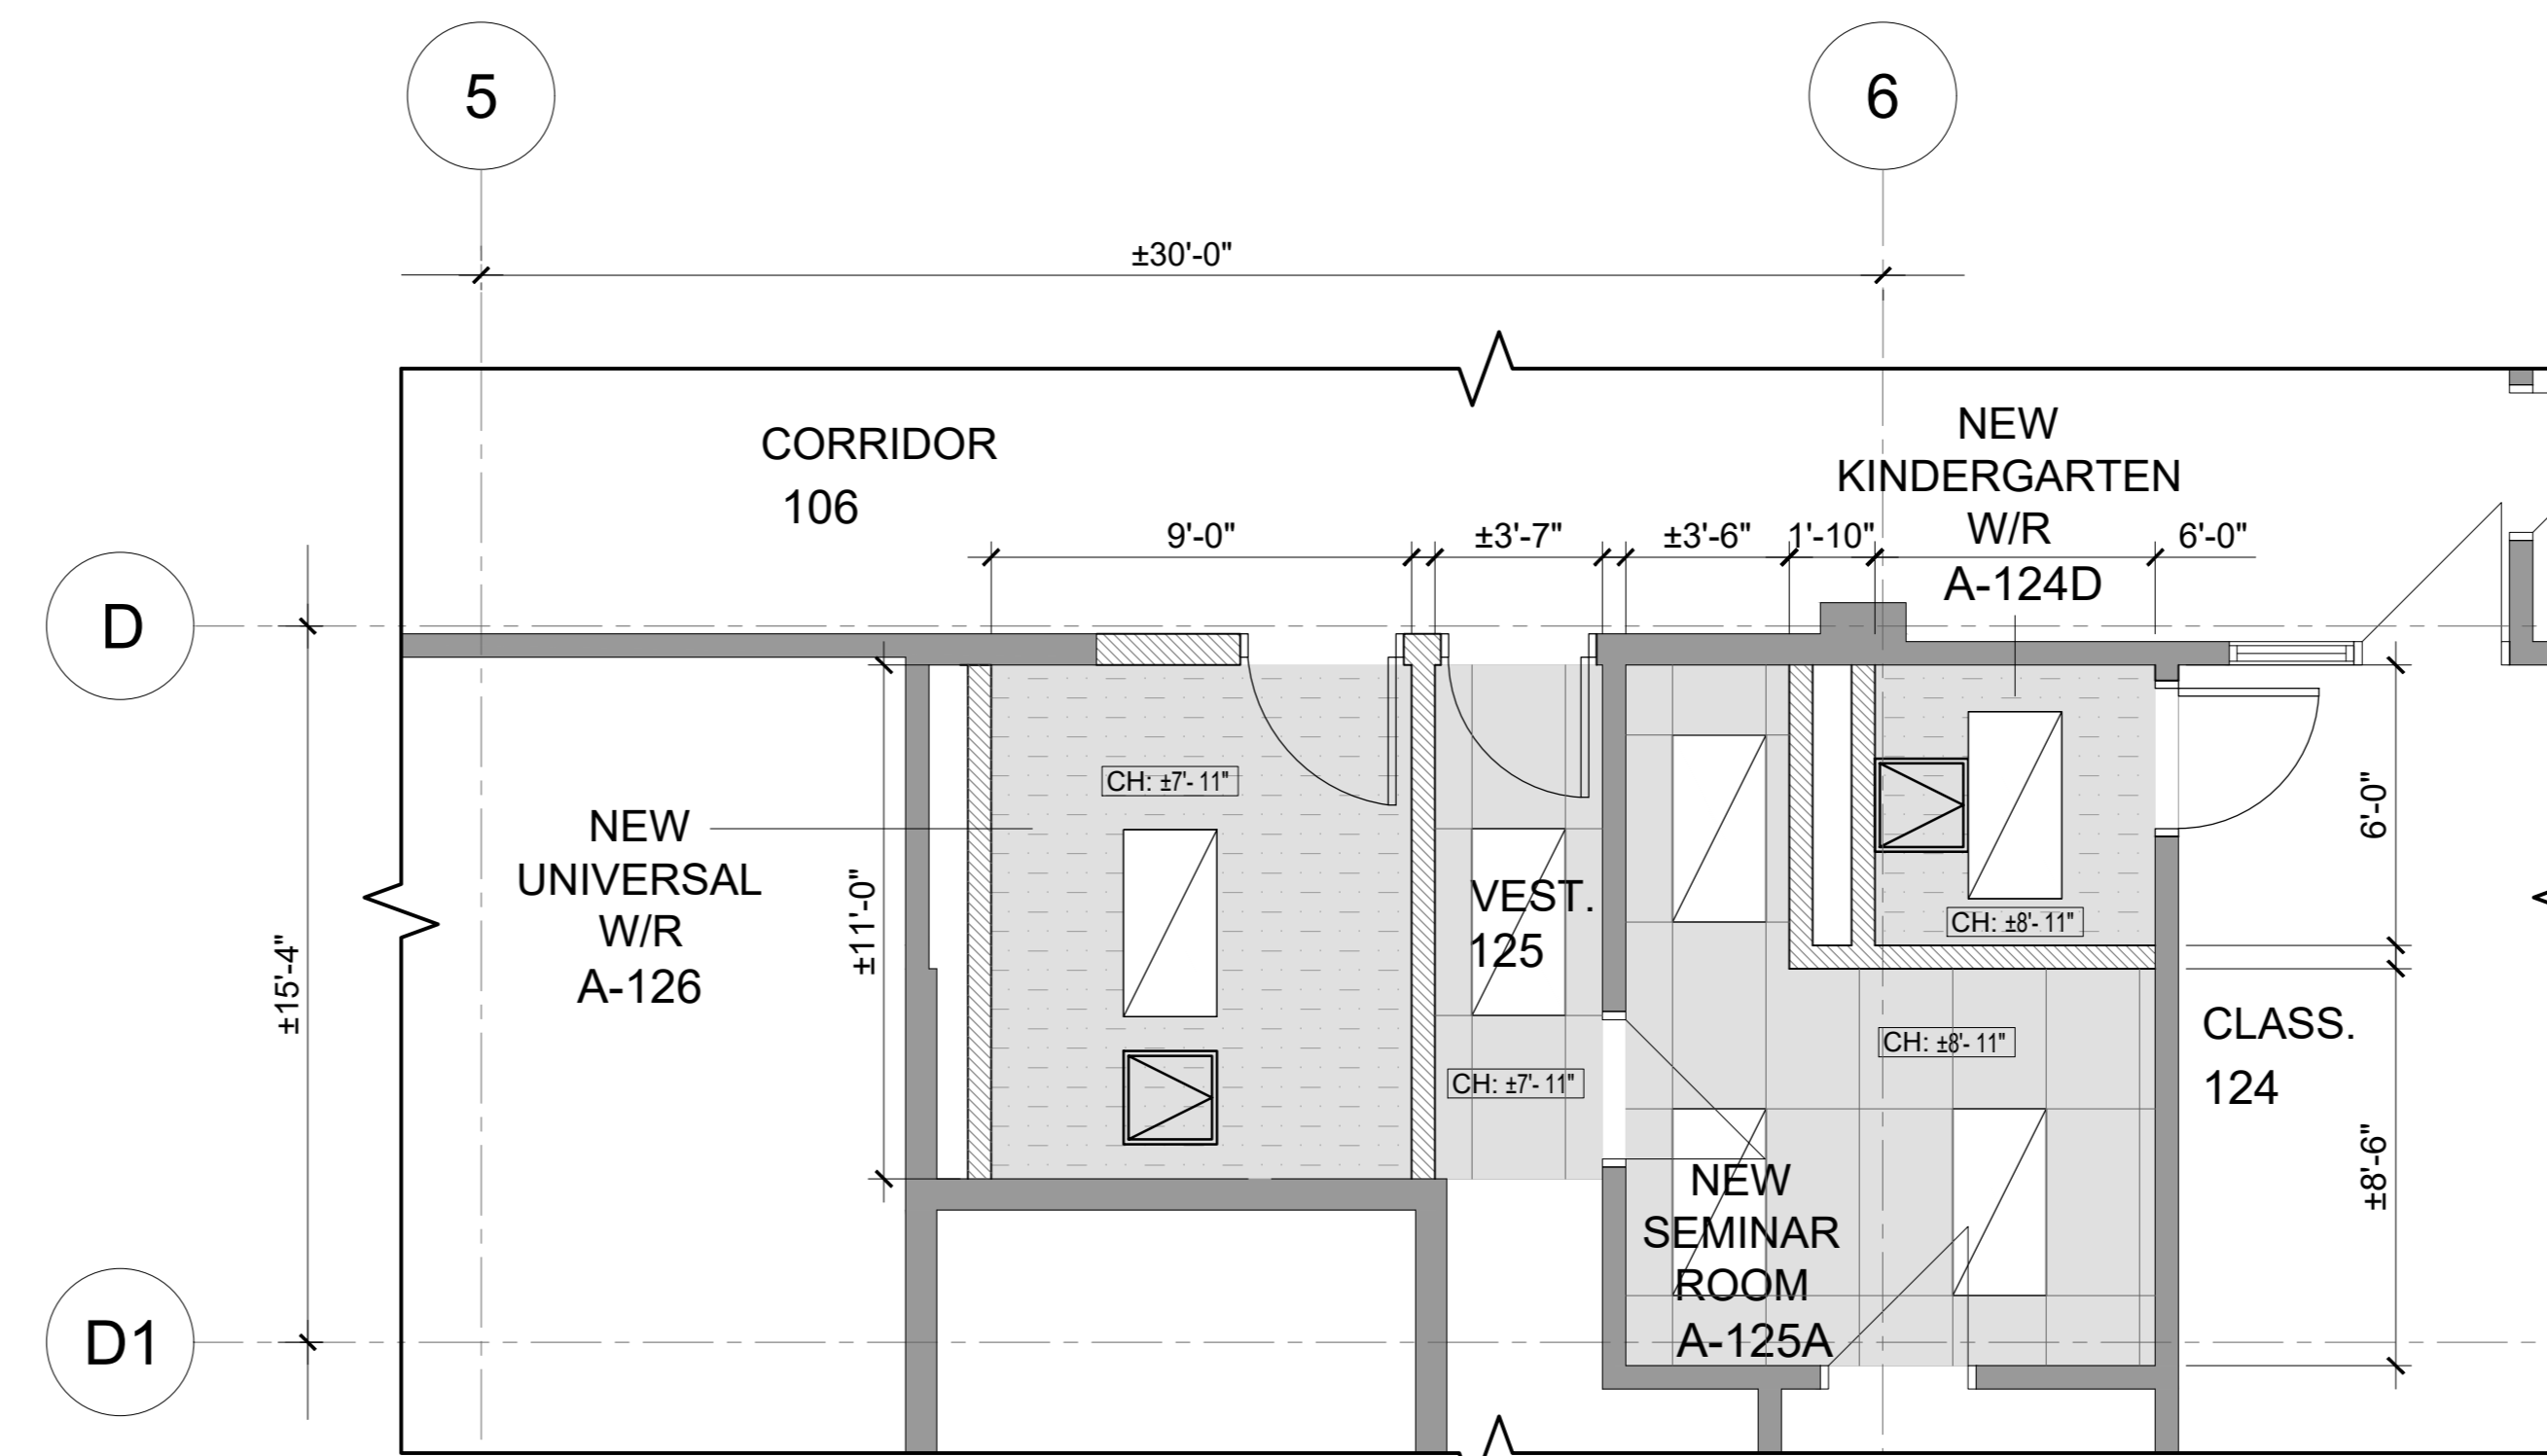 5
6
±30'-0"
CORRIDOR
106
NEW
KINDERGARTEN
W/R
A-124D
9'-0"
±3'-7"
±3'-6"
1'-10"
6'-0"
D
CH: ±7'- 11"
NEW
UNIVERSAL
W/R
A-126
±11'-0"
±15'-4"
VEST.
125
CH: ±7'- 11"
CH: ±8'- 11"
6'-0"
CH: ±8'- 11"
CLASS.
124
±8'-6"
NEW
SEMINAR
ROOM
A-125A
D1